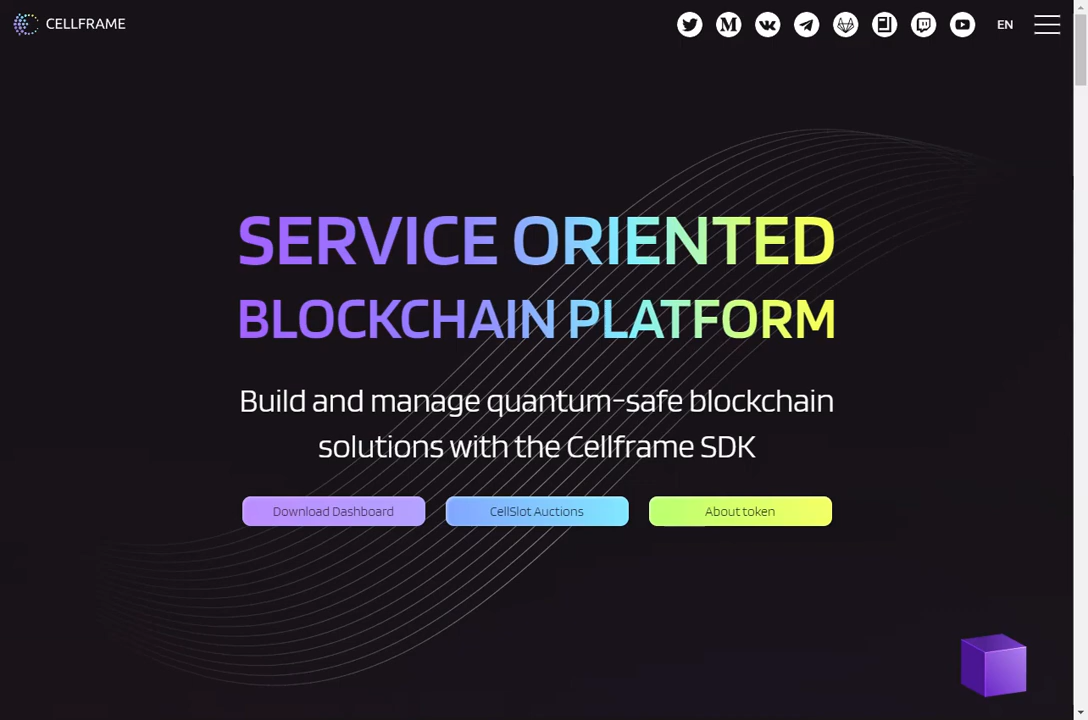 CELLFRAME
EN
SERVICE ORIENTED
BLOCKCHAIN PLATFORM
Build and manage quantum-safe blockchain
solutions with the Cellframe SDK
Download Dashboard
CellSlot Auctions
About token